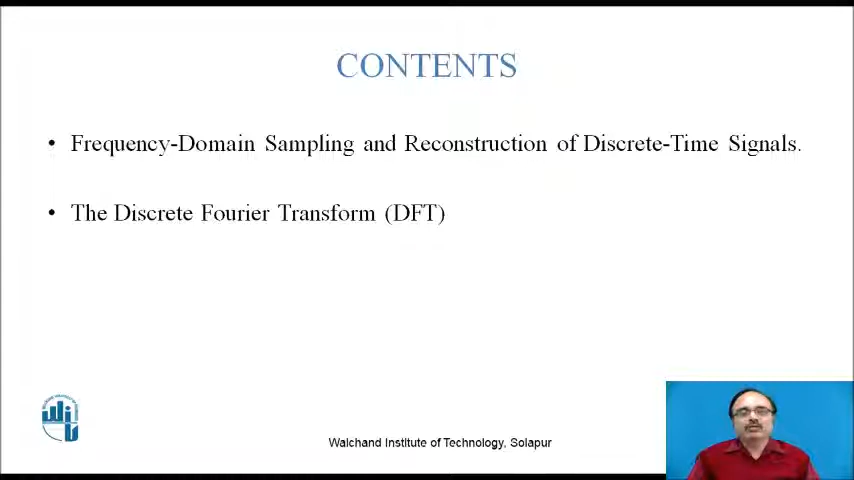 CONTENTS
• Frequency-Domain Sampling and Reconstruction of Discrete-Time Signals.
• The Discrete Fourier Transform (DFT)
Walchand Institute of Technology, Solapur